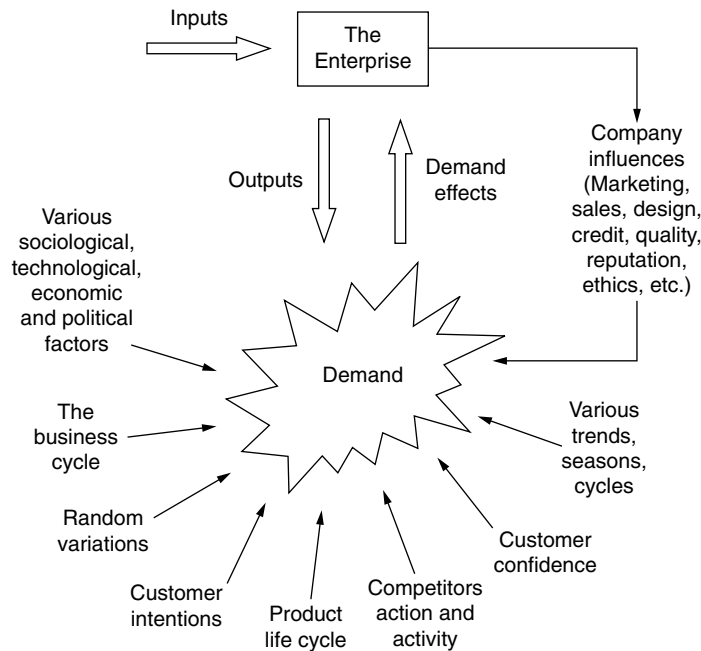 Inputs
The
Enterprise
Outputs
Demand
effects
Company
influences
(Marketing,
sales, design,
credit, quality,
reputation,
ethics, etc.)
Various
sociological,
technological,
economic
and political
factors
Demand
The
business
cycle
Various
trends,
seasons,
cycles
Random
variations
Customer
confidence
Customer
intentions
Product
life cycle
Competitors
action and
activity